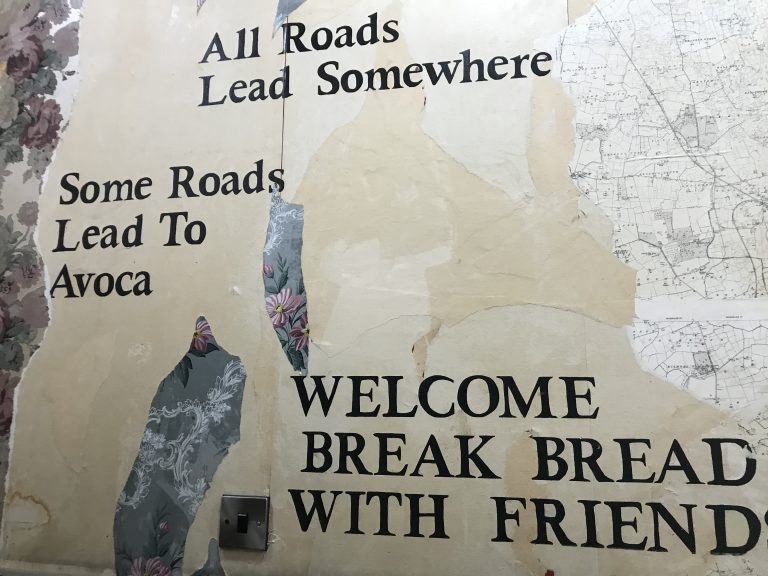 All Roads
Lead Somewhere
Some Roads
Lead To
Avoca
WELCOME
BREAK BREAD
WITH FRIENDS